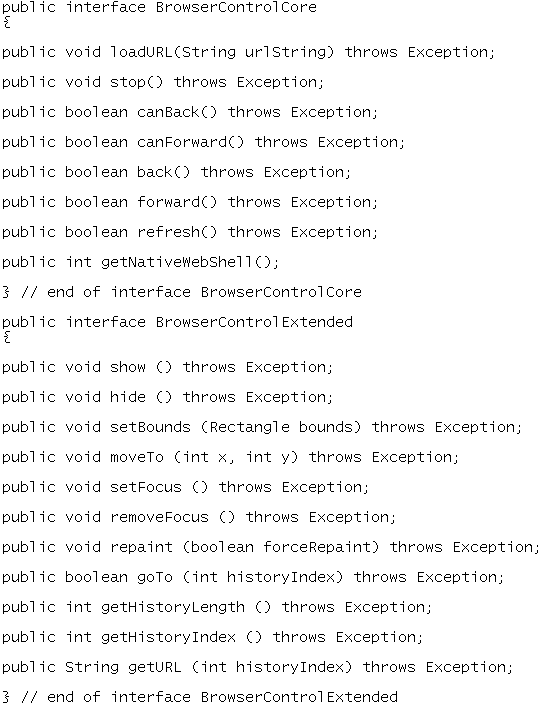 public interface BrowserControlCore
{
public void loadURL(String urlString) throws Exception;
public void stop() throws Exception;
public boolean canBack() throws Exception;
public boolean canForward() throws Exception;
public boolean back() throws Exception;
public boolean forward() throws Exception;
public boolean refresh() throws Exception;
public int getNativeWebShell();
} // end of interface BrowserControlCore
public interface BrowserControlExtended
{
public void show () throws Exception;
public void hide () throws Exception;
public void setBounds (Rectangle bounds) throws Exception;
public void moveTo (int x, int y) throws Exception;
public void setFocus () throws Exception;
public void removeFocus () throws Exception;
public void repaint (boolean forceRepaint) throws Exception;
public boolean goTo (int historyIndex) throws Exception;
public int getHistoryLength () throws Exception;
public int getHistoryIndex () throws Exception;
public String getURL (int historyIndex) throws Exception;
} // end of interface BrowserControlExtended